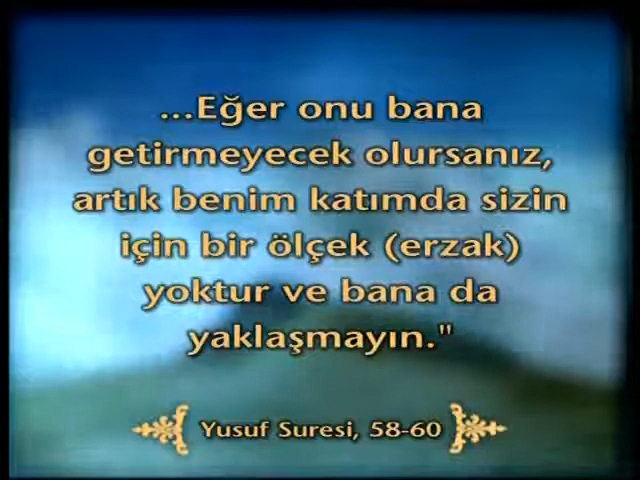 ...Eğer onu bana
getirmeyecek olursanız,
artık benim katımda sizin
için bir ölçek (erzak)
yoktur ve bana da
yaklaşmayın."
Yusuf Suresi, 58-60